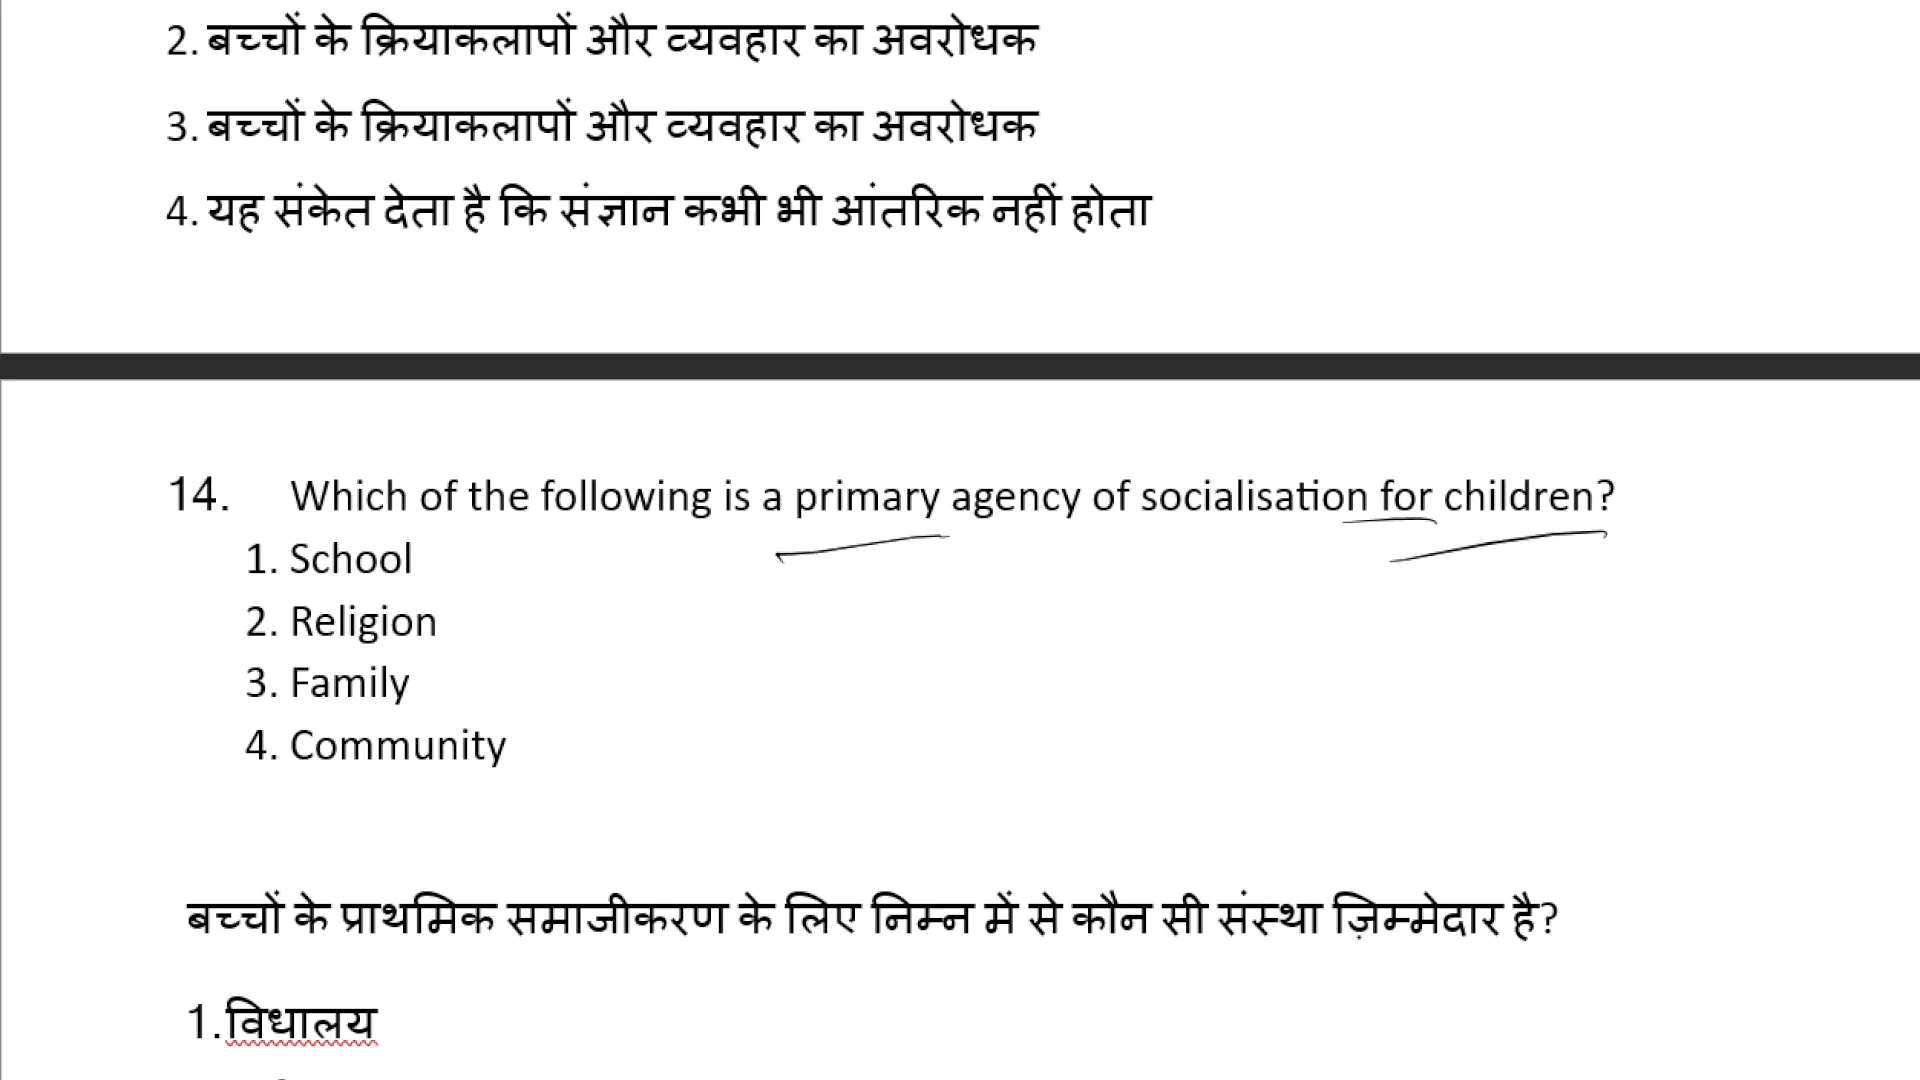 2. बच्चों के क्रियाकलापों और व्यवहार का अवरोधक
3. बच्चों के क्रियाकलापों और व्यवहार का अवरोधक
4. यह संकेत देता है कि संज्ञान कभी भी आंतरिक नहीं होता
14. Which of the following is a primary agency of socialisation for children?
1. School
2. Religion
3. Family
4. Community
बच्चों के प्राथमिक समाजीकरण के लिए निम्न में से कौन सी संस्था ज़िम्मेदार है?
1.विधालय